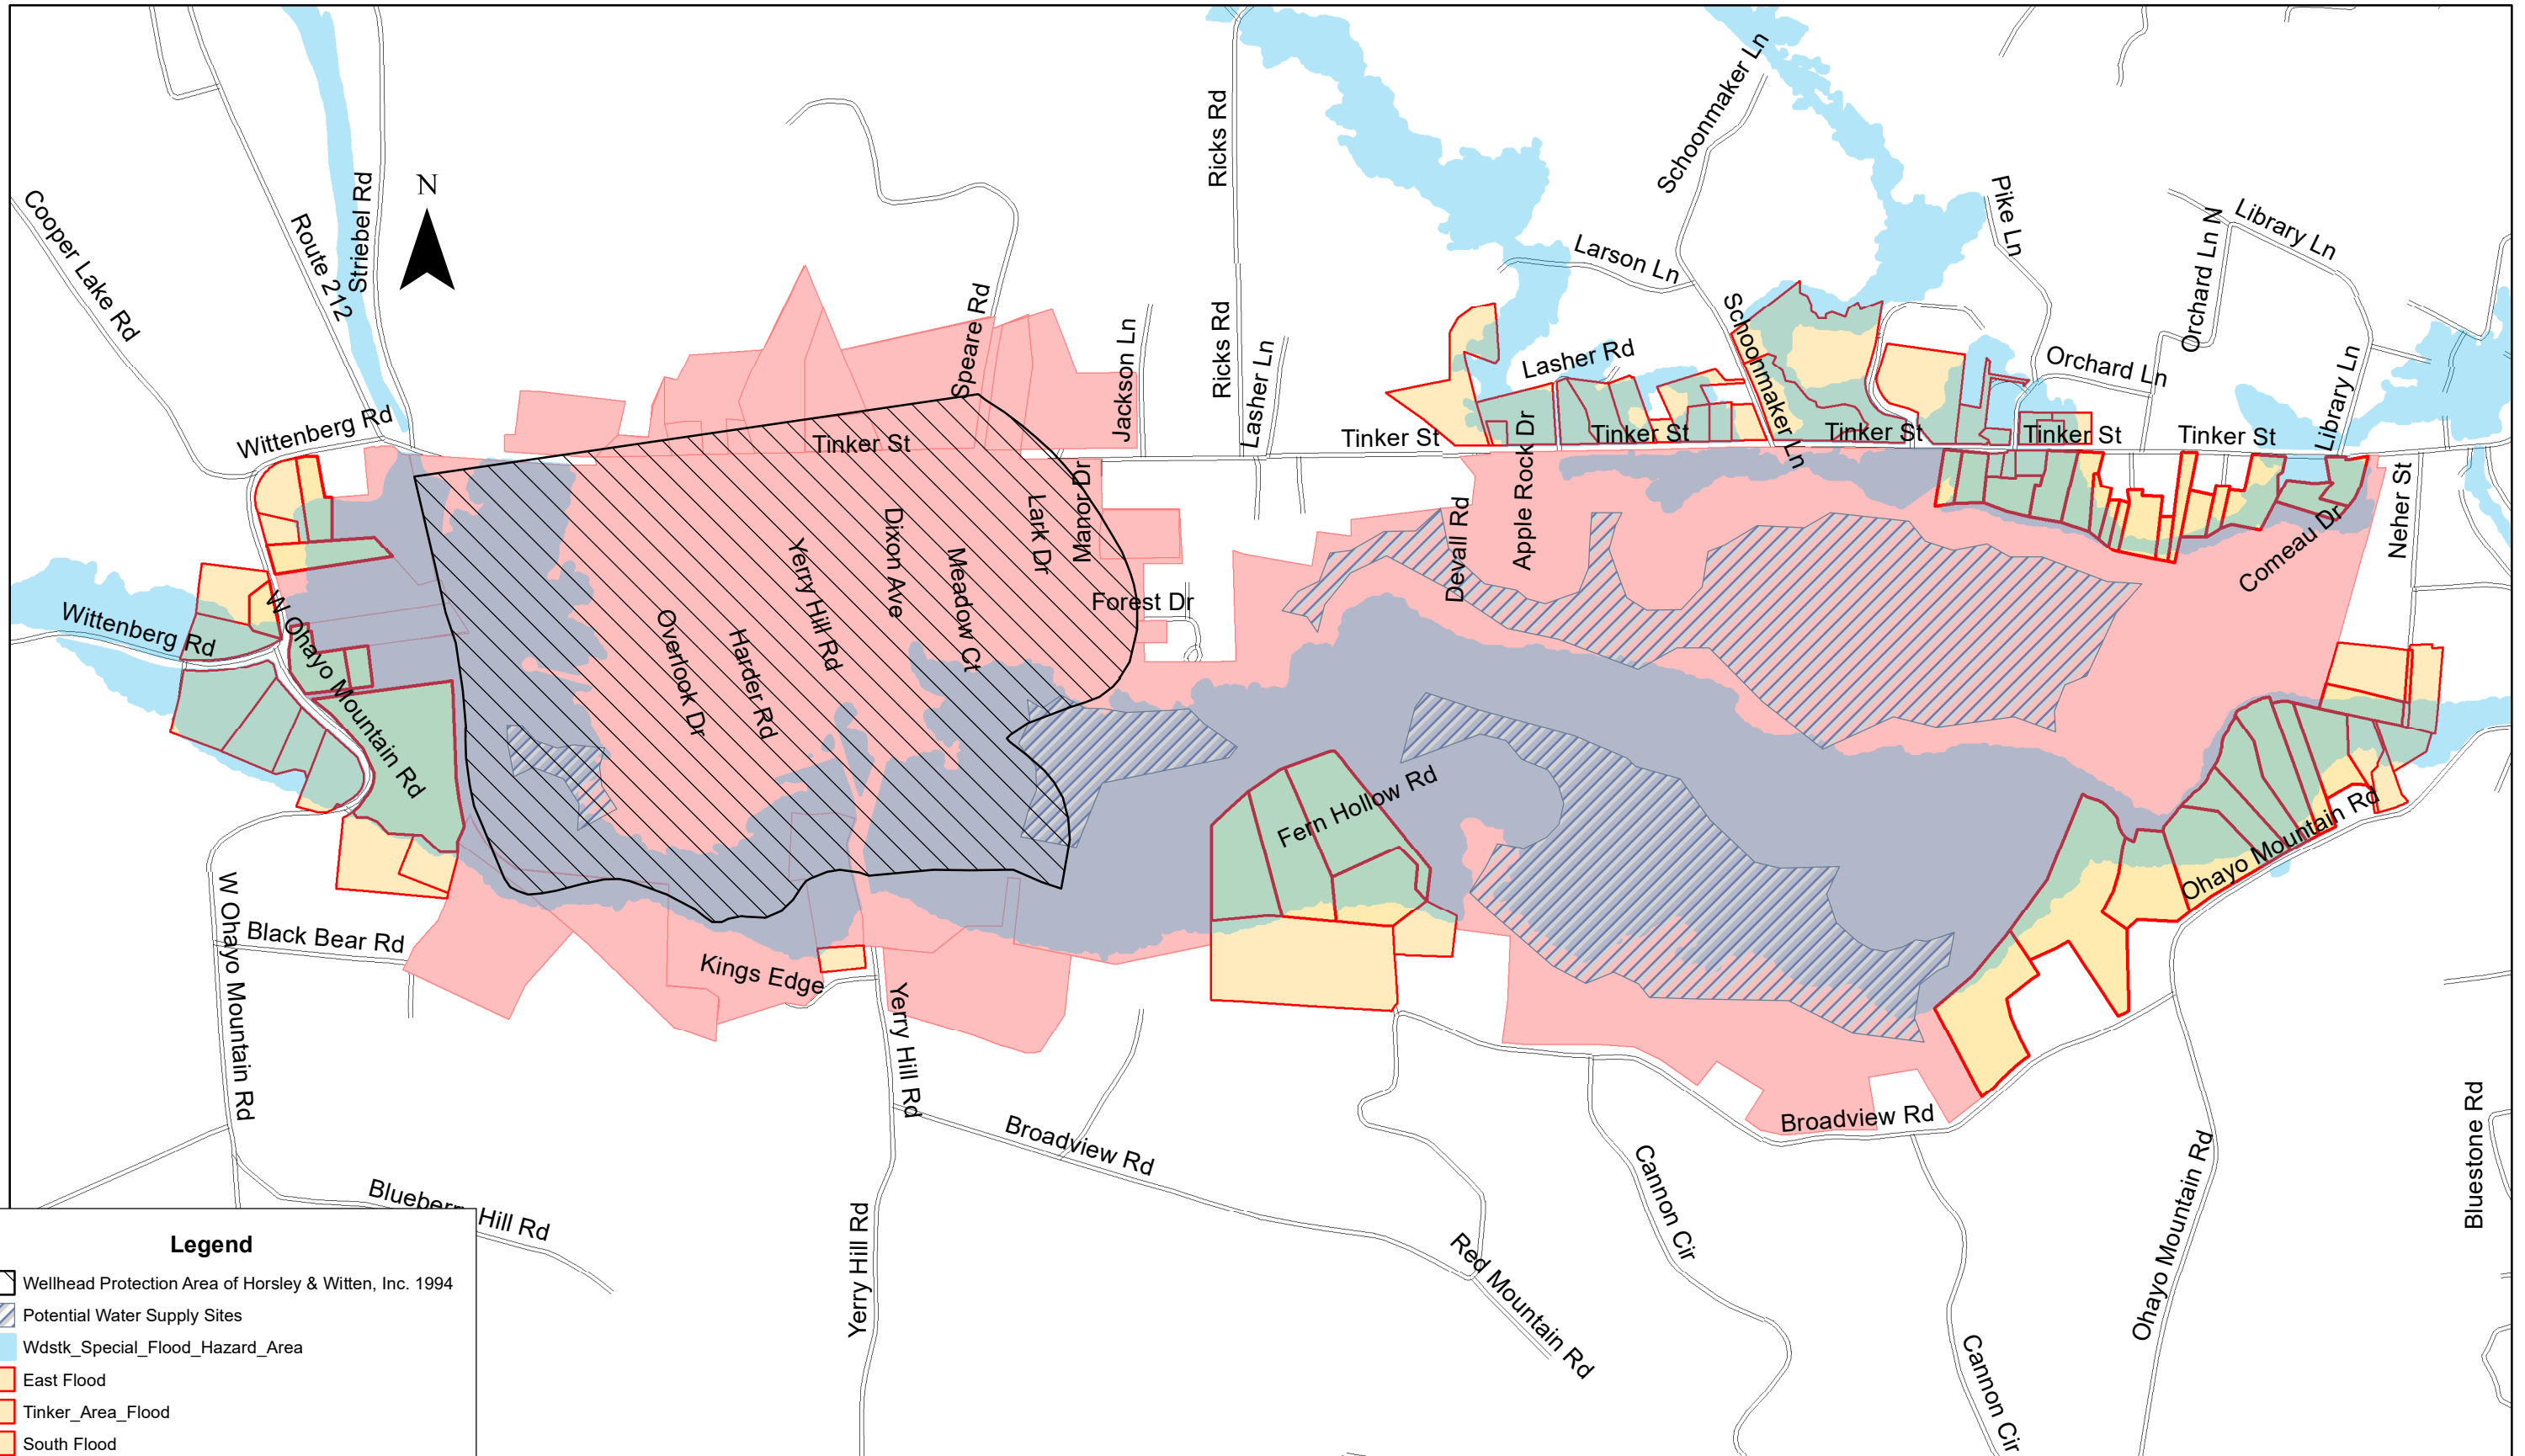 Schoonmaker Ln
Ricks Rd
Striebel Rd
N
Pike Ln
Library Ln
Orchard Ln N
Cooper Lake Rd
Route 212
Larson Ln
Speare Rd
Jackson Ln
Ricks Rd
Lasher Ln
Lasher Rd
Schoonmaker Ln
Orchard Ln
Library Ln
Wittenberg Rd
Tinker St
Tinker St
Tinker St
Tinker St
Tinker St
Tinker St
Apple Rock Dr
Devall Rd
Neher St
Comeau Dr
Manor Dr
Lark Dr
Dixon Ave
Meadow Ct
Yerry Hill Rd
Forest Dr
Overlook Dr
Harder Rd
Wittenberg Rd
W Ohayo Mountain Rd
Fern Hollow Rd
Ohayo Mountain Rd
W Ohayo Mountain Rd
Black Bear Rd
Kings Edge
Yerry Hill Rd
Broadview Rd
Broadview Rd
Bluestone Rd
Cannon Cir
Ohayo Mountain Rd
Blueberry Hill Rd
Yerry Hill Rd
Red Mountain Rd
Cannon Cir
Legend
Wellhead Protection Area of Horsley & Witten, Inc. 1994
Potential Water Supply Sites
Wdstk_Special_Flood_Hazard_Area
East Flood
Tinker_Area_Flood
South Flood